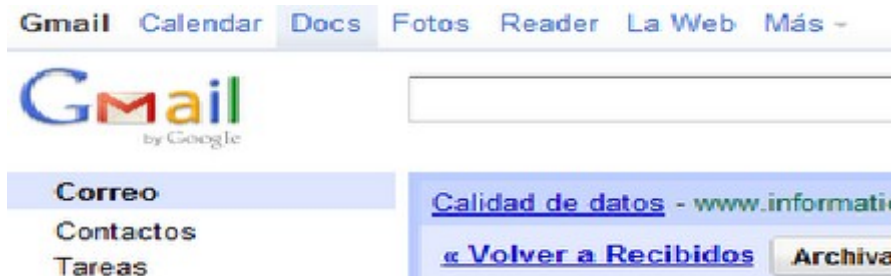 Gmail Calendar Docs Fotos Reader La Web Más
Gmail
by Google
Correo
Contactos
Tareas
Calidad de datos - www.informati
« Volver a Recibidos Archiva